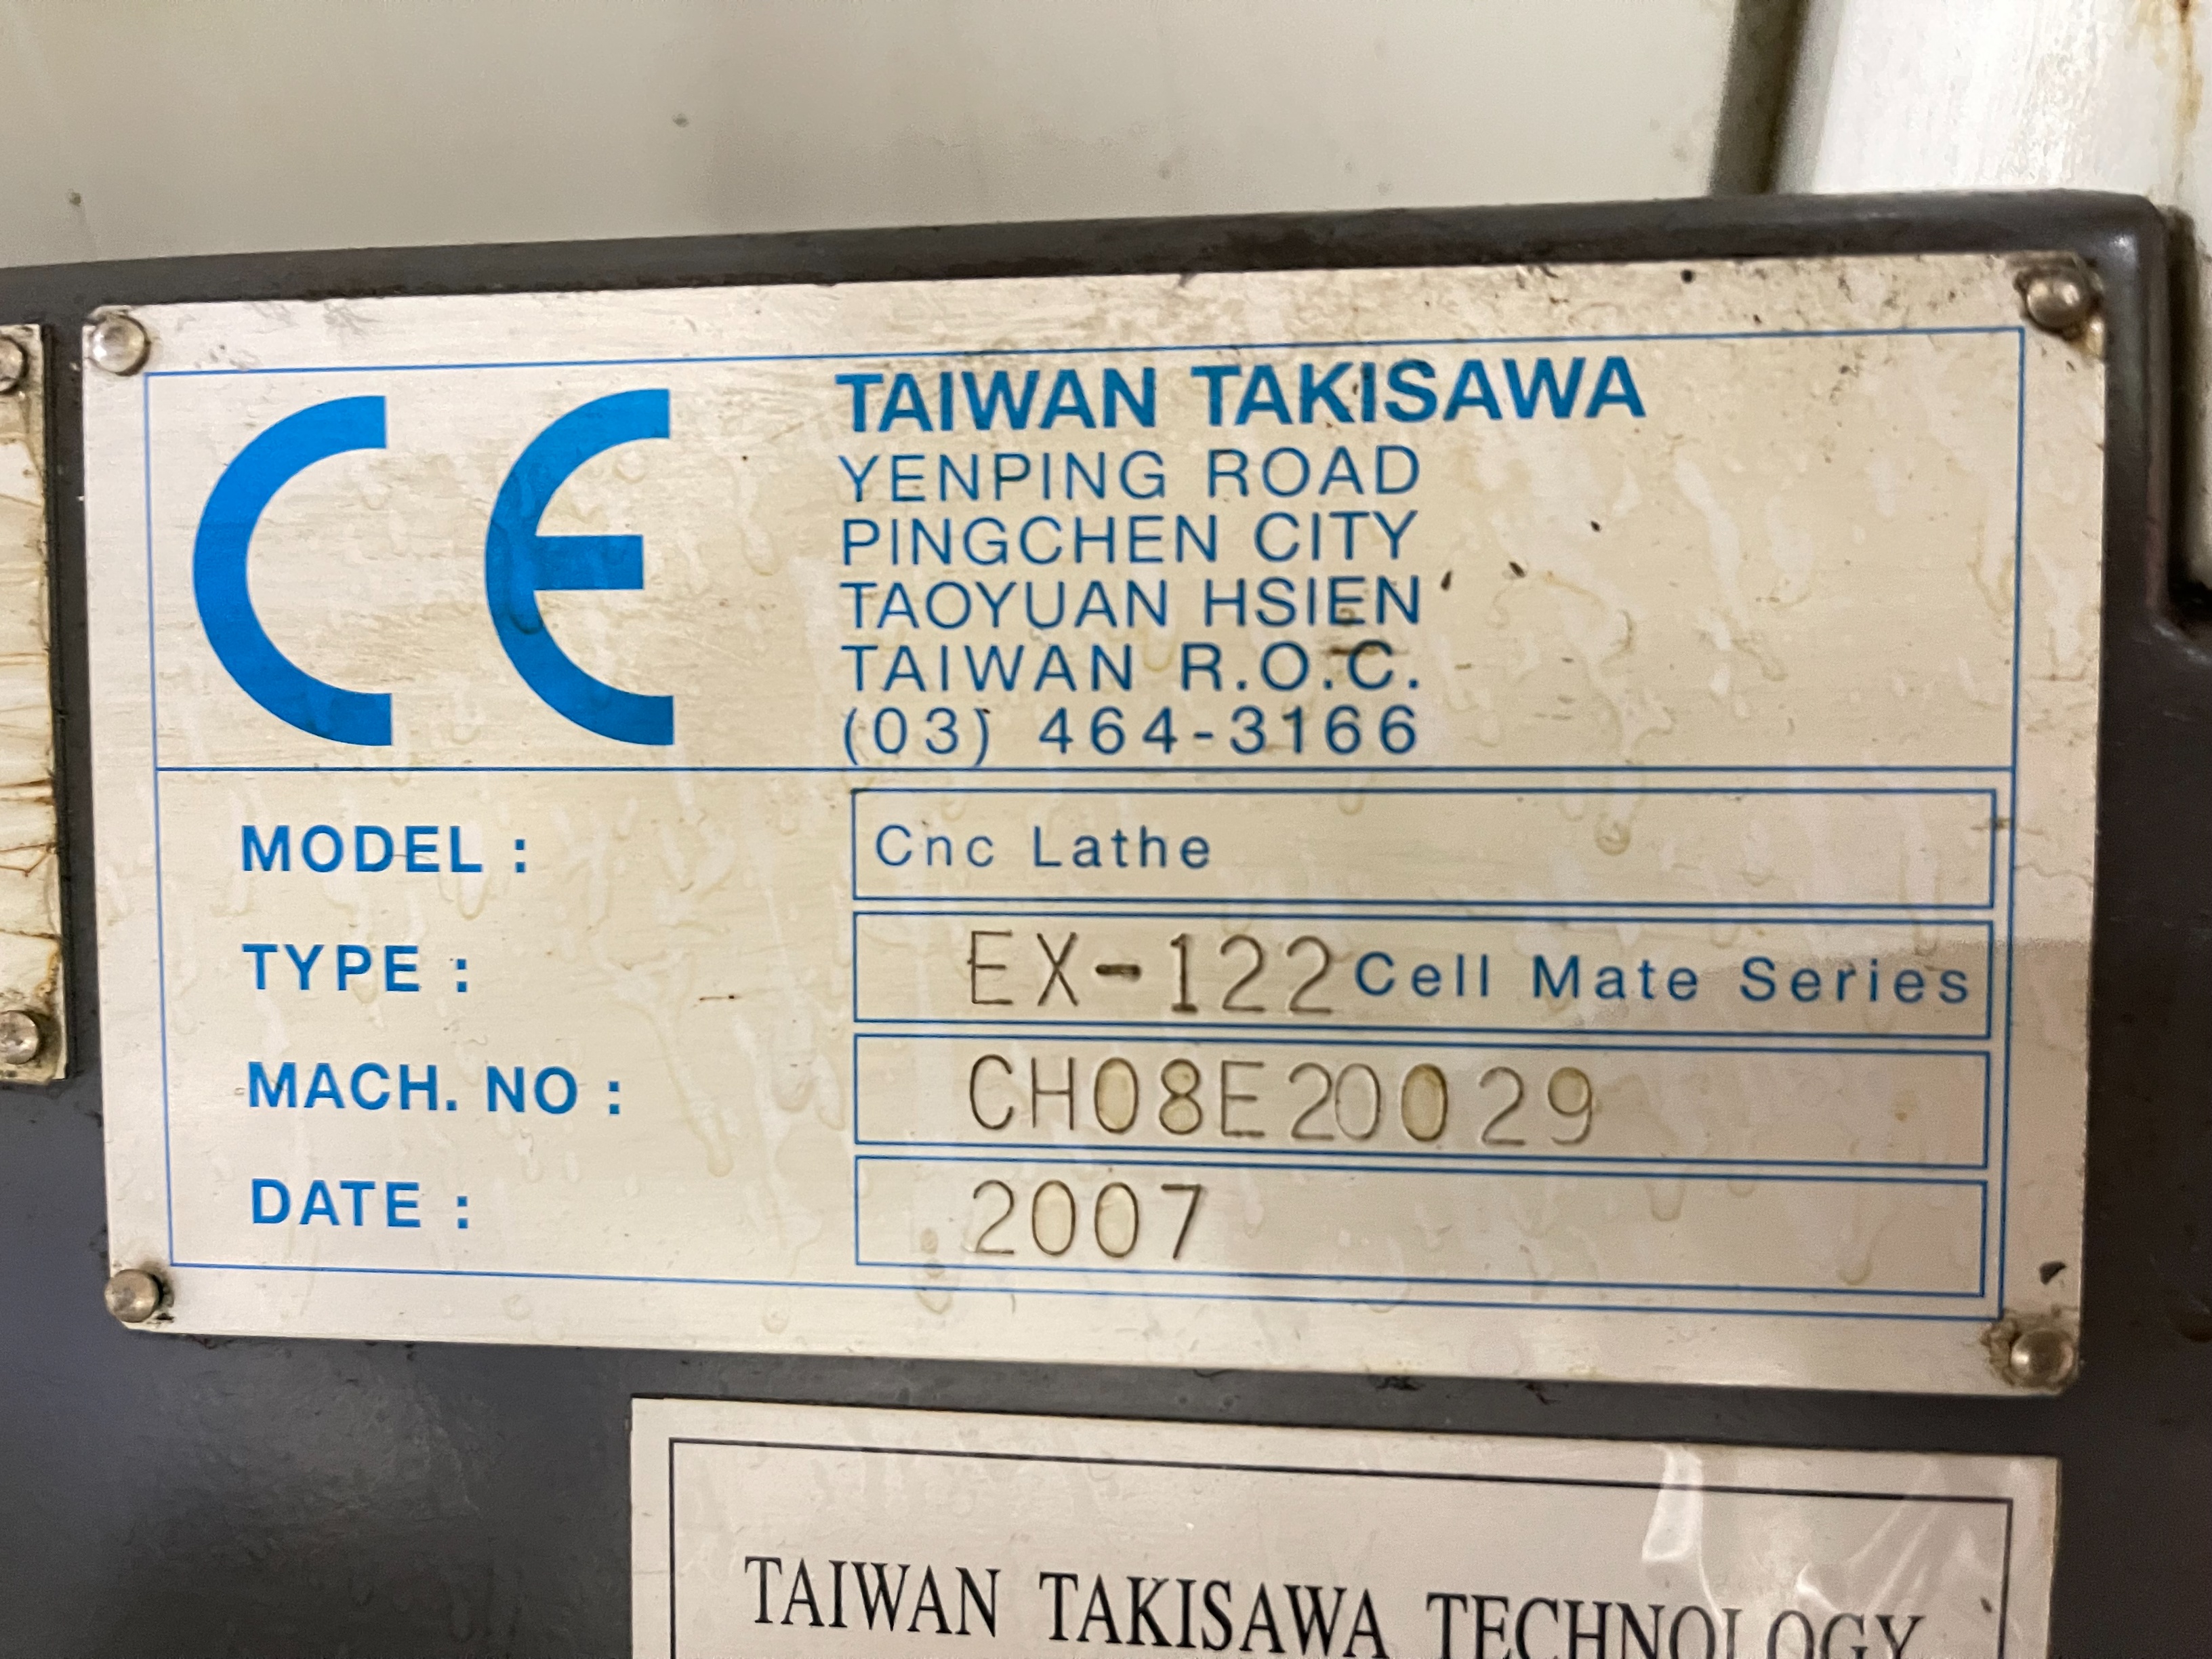 CE
TAIWAN TAKISAWA
YENPING ROAD
PINGCHEN CITY
TAOYUAN HSIEN
TAIWAN R.O.C.
(03) 464-3166
MODEL : Cnc Lathe
TYPE : EX-122 Cell Mate Series
MACH. NO : CH08E20029
DATE : 2007
TAIWAN TAKISAWA TECHNOLOGY